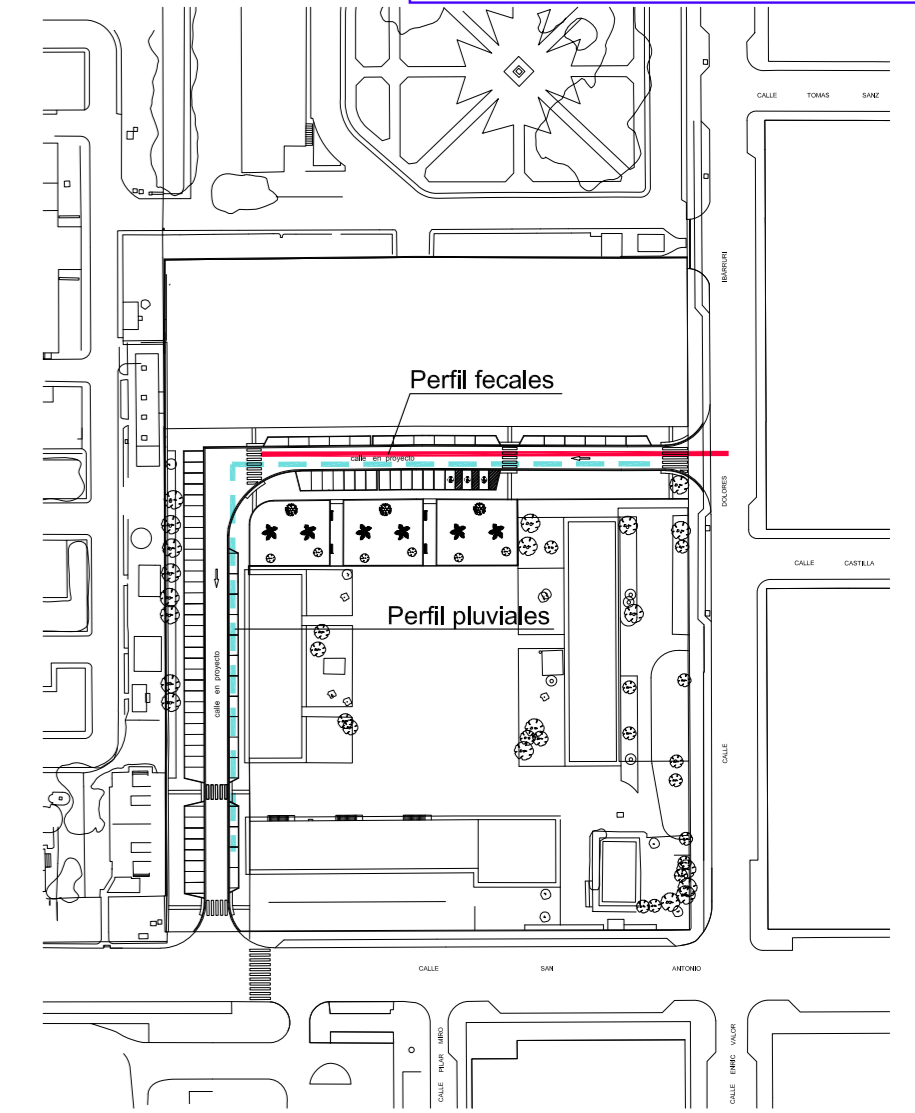 CALLE TOMAS SANZ
IBÁRRURI
Perfil fecales
calle en proyecto
DOLORES
CALLE CASTILLA
Perfil pluviales
calle en proyecto
CALLE
CALLE SAN ANTONIO
CALLE PILAR MIRO
CALLE ENRIC VALOR